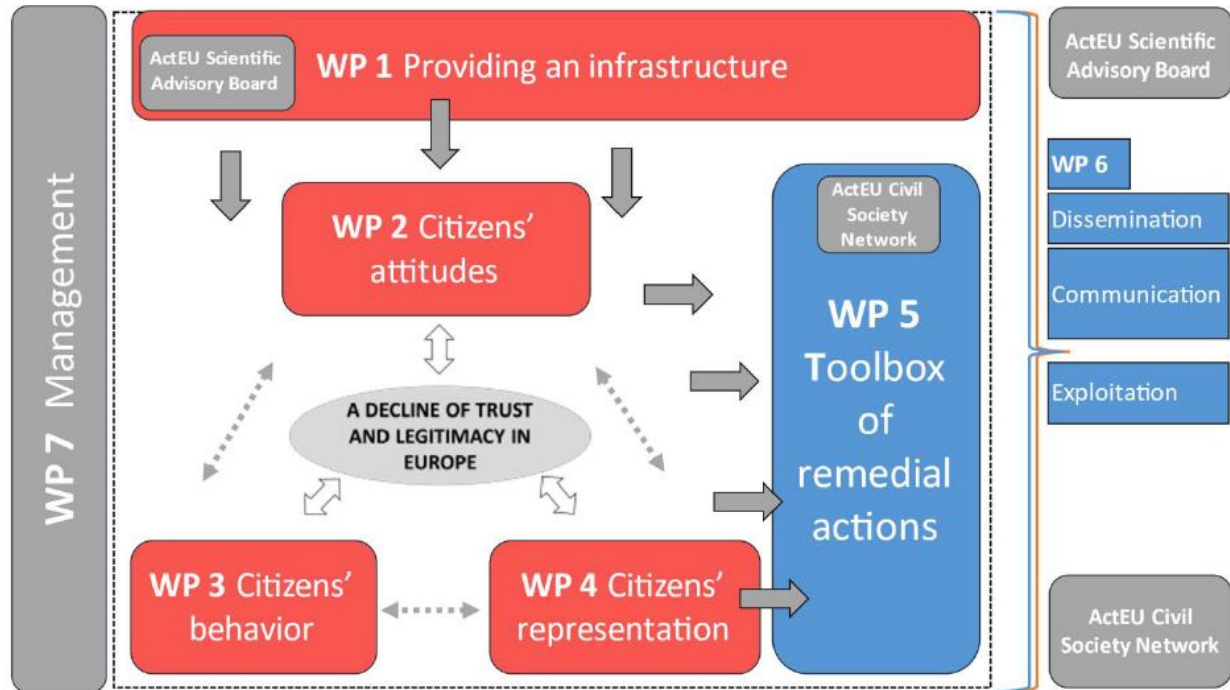 WP 7 Management
ActEU Scientific
Advisory Board
WP 1 Providing an infrastructure
WP 2 Citizens’
attitudes
A DECLINE OF TRUST
AND LEGITIMACY IN
EUROPE
WP 3 Citizens’
behavior
WP 4 Citizens’
representation
ActEU Civil
Society
Network
WP 5
Toolbox
of
remedial
actions
ActEU Scientific
Advisory Board
WP 6
Dissemination
Communication
Exploitation
ActEU Civil
Society Network